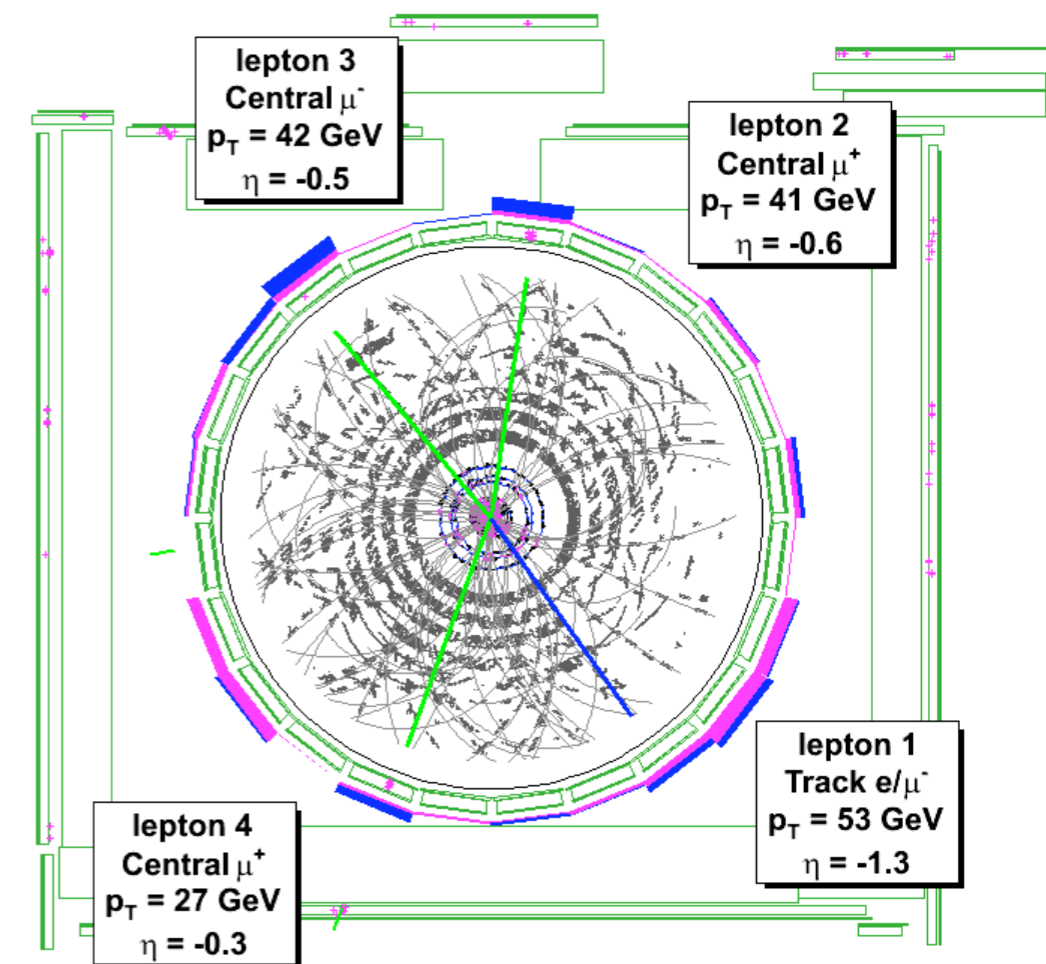 lepton 3
Central μ⁻
p_T = 42 GeV
η = -0.5
lepton 2
Central μ⁺
p_T = 41 GeV
η = -0.6
lepton 1
Track e/μ⁻
p_T = 53 GeV
η = -1.3
lepton 4
Central μ⁺
p_T = 27 GeV
η = -0.3